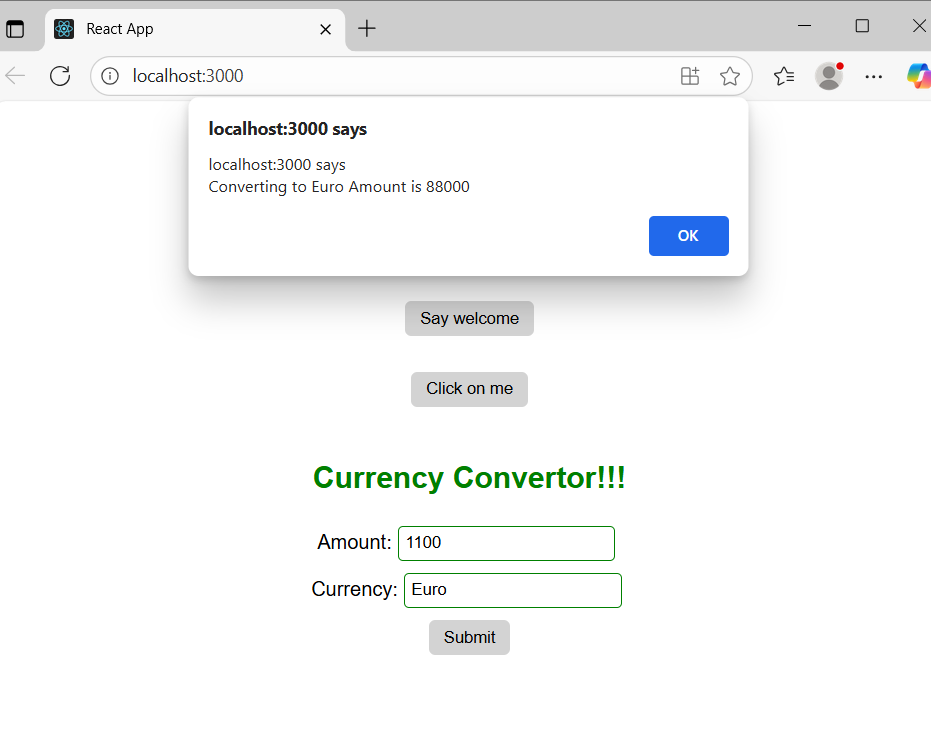 React App
localhost:3000
localhost:3000 says
localhost:3000 says
Converting to Euro Amount is 88000
OK
Say welcome
Click on me
Currency Convertor!!!
Amount: 1100
Currency: Euro
Submit